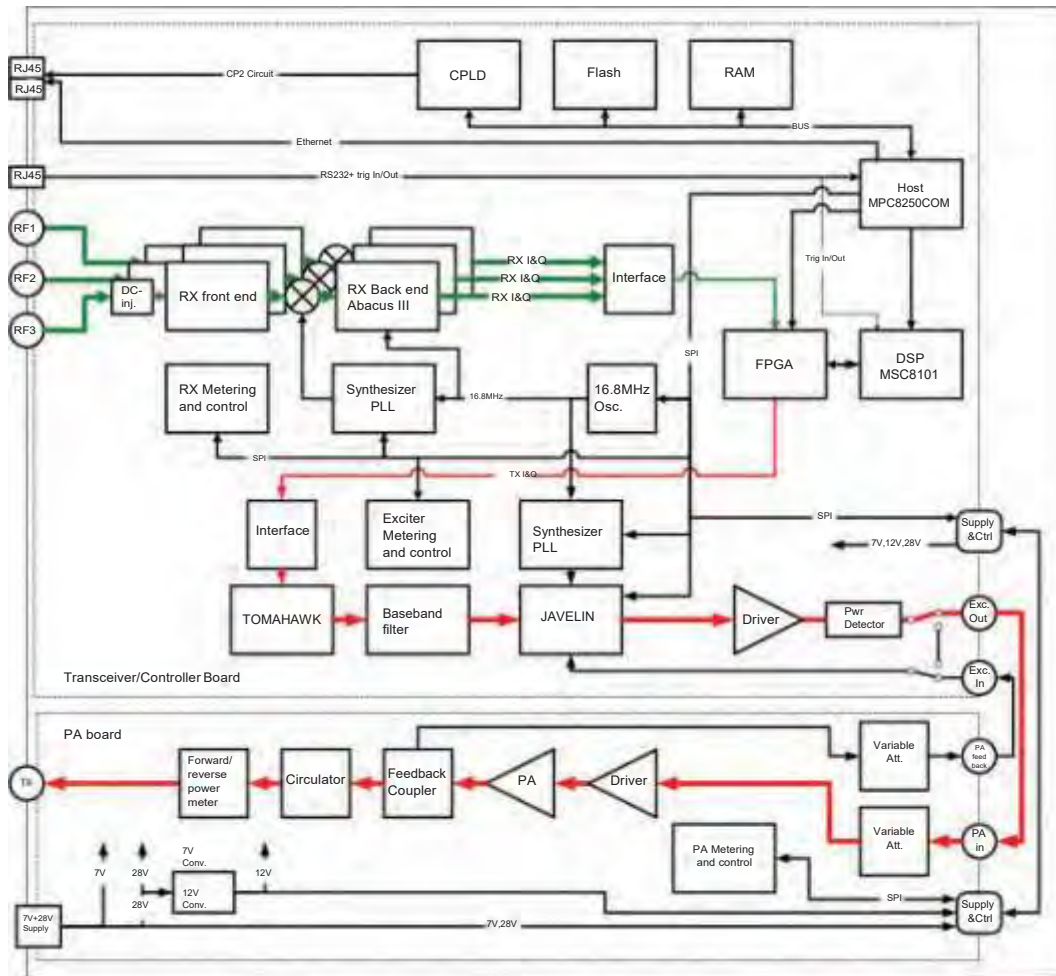 RJ45
RJ45
CP2 Circuit
CPLD
Flash
RAM
BUS
Ethernet
RJ45
RS232+ trig In/Out
Host
MPC8250COM
RF1
RF2
RF3
DC-
inj.
RX front end
RX Back end
Abacus III
RX I&Q
RX I&Q
RX I&Q
Interface
Trig In/Out
SPI
FPGA
DSP
MSC8101
RX Metering
and control
Synthesizer
PLL
16.8MHz
16.8MHz
Osc.
SPI
TX I&Q
Interface
Exciter
Metering
and control
Synthesizer
PLL
SPI
Supply
&Ctrl
7V,12V,28V
TOMAHAWK
Baseband
filter
JAVELIN
Driver
Pwr
Detector
Exc.
Out
Exc.
In
Transceiver/Controller Board
PA board
Forward/
reverse
power
meter
Circulator
Feedback
Coupler
PA
Driver
Variable
Att.
PA
feed
back
Variable
Att.
PA
in
PA Metering
and control
7V
28V
7V
Conv.
12V
28V
12V
Conv.
SPI
Supply
&Ctrl
7V+28V
Supply
7V,28V